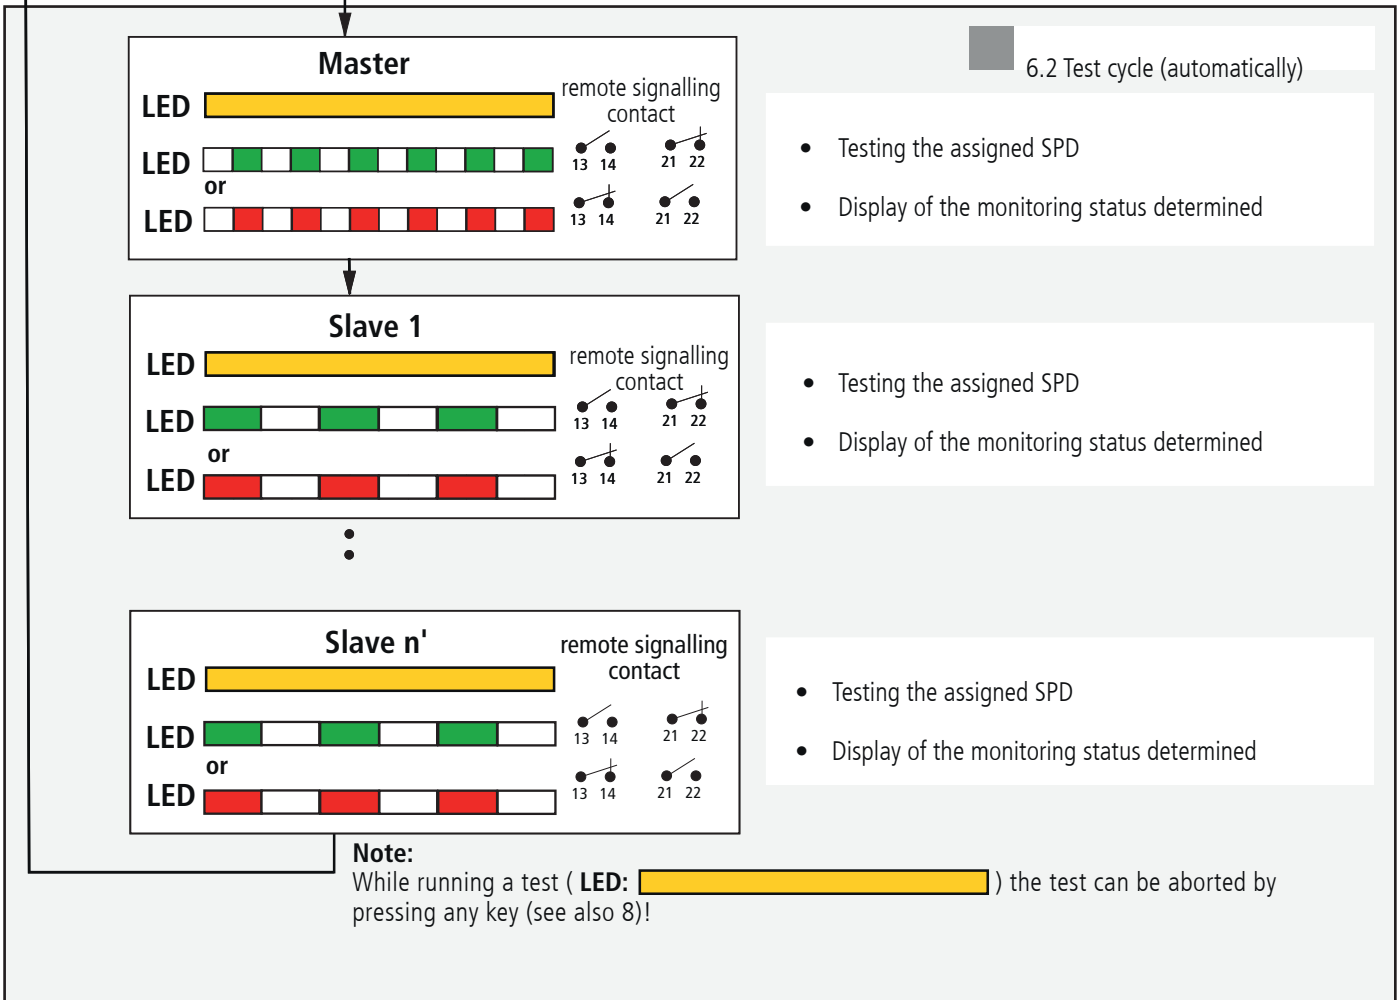 6.2 Test cycle (automatically)
Master
LED
remote signalling
contact
LED
13 14 21 22
or
LED
13 14 21 22
• Testing the assigned SPD
• Display of the monitoring status determined
Slave 1
LED
remote signalling
contact
LED
13 14 21 22
or
LED
13 14 21 22
• Testing the assigned SPD
• Display of the monitoring status determined
Slave n'
LED
remote signalling
contact
LED
13 14 21 22
or
LED
13 14 21 22
• Testing the assigned SPD
• Display of the monitoring status determined
Note:
While running a test ( LED: ) the test can be aborted by
pressing any key (see also 8)!